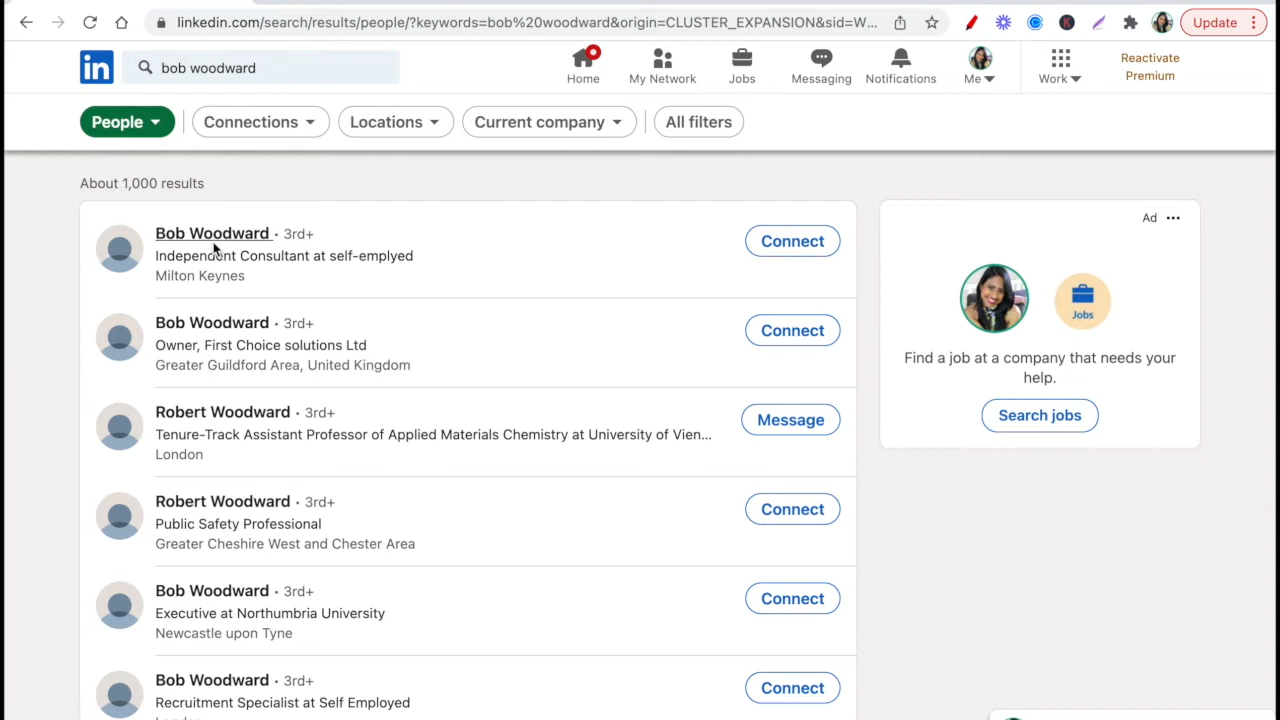 linkedin.com/search/results/people/?keywords=bob%20woodward&origin=CLUSTER_EXPANSION&sid=W...
Update
in
bob woodward
Home
My Network
Jobs
Messaging
Notifications
Me
Work
Reactivate
Premium
People
Connections
Locations
Current company
All filters
About 1,000 results
Bob Woodward • 3rd+
Independent Consultant at self-emplyed
Milton Keynes
Connect
Bob Woodward • 3rd+
Owner, First Choice solutions Ltd
Greater Guildford Area, United Kingdom
Connect
Robert Woodward • 3rd+
Tenure-Track Assistant Professor of Applied Materials Chemistry at University of Vien...
London
Message
Robert Woodward • 3rd+
Public Safety Professional
Greater Cheshire West and Chester Area
Connect
Bob Woodward • 3rd+
Executive at Northumbria University
Newcastle upon Tyne
Connect
Bob Woodward • 3rd+
Recruitment Specialist at Self Employed
Connect
Ad
Jobs
Find a job at a company that needs your
help.
Search jobs